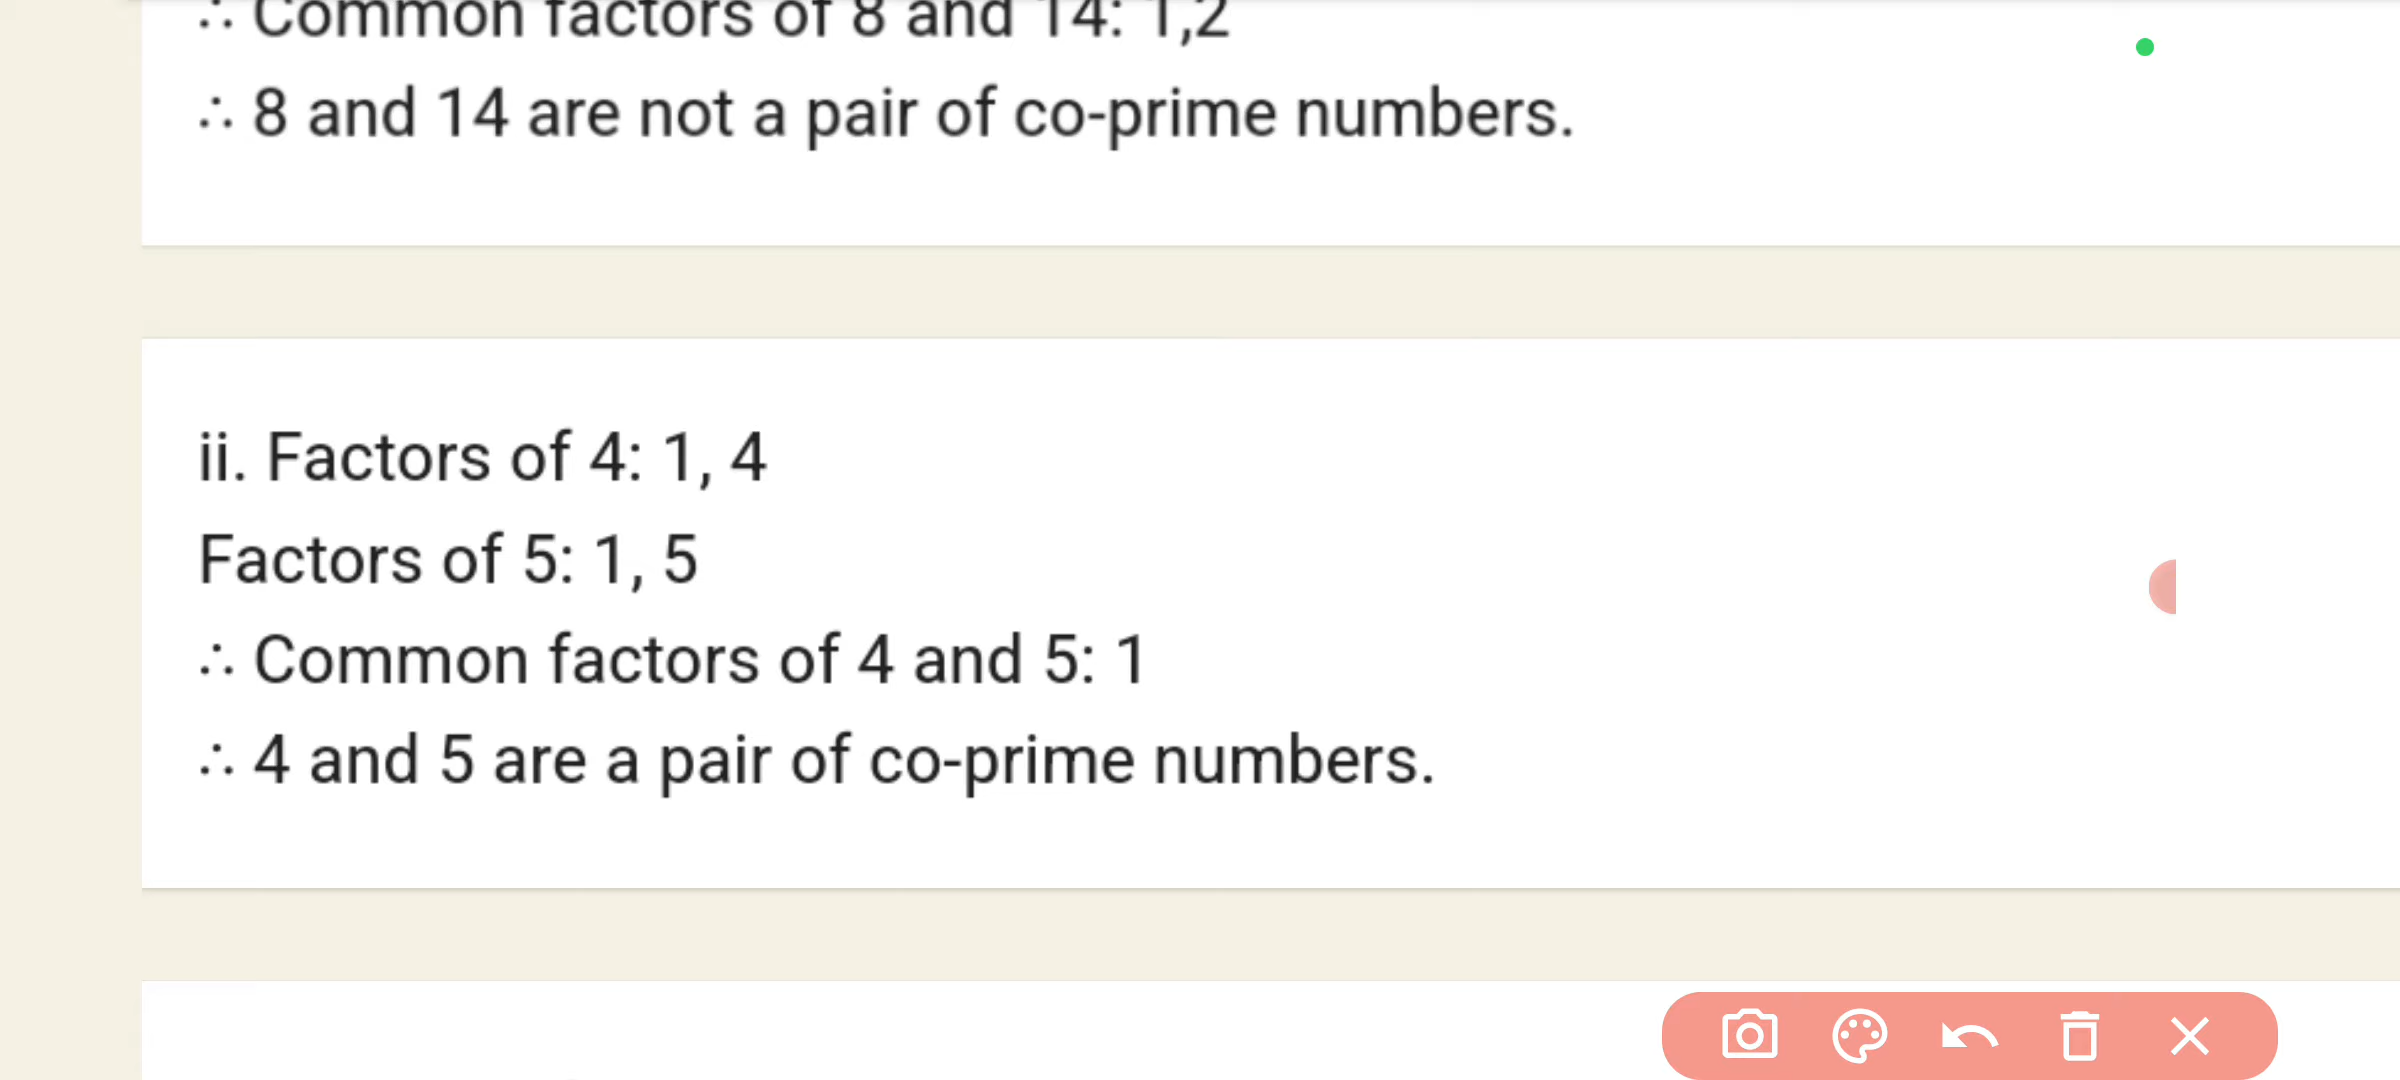 ∴ Common factors of 8 and 14: 1,2
∴ 8 and 14 are not a pair of co-prime numbers.
ii. Factors of 4: 1, 4
Factors of 5: 1, 5
∴ Common factors of 4 and 5: 1
∴ 4 and 5 are a pair of co-prime numbers.